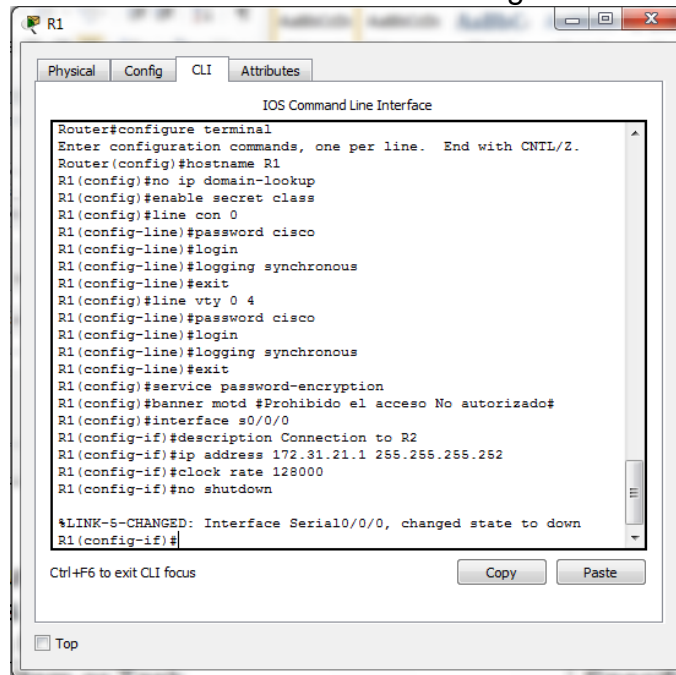 R1
Physical Config CLI Attributes
IOS Command Line Interface
Router#configure terminal
Enter configuration commands, one per line.  End with CNTL/Z.
Router(config)#hostname R1
R1(config)#no ip domain-lookup
R1(config)#enable secret class
R1(config)#line con 0
R1(config-line)#password cisco
R1(config-line)#login
R1(config-line)#logging synchronous
R1(config-line)#exit
R1(config)#line vty 0 4
R1(config-line)#password cisco
R1(config-line)#login
R1(config-line)#logging synchronous
R1(config-line)#exit
R1(config)#service password-encryption
R1(config)#banner motd #Prohibido el acceso No autorizado#
R1(config)#interface s0/0/0
R1(config-if)#description Connection to R2
R1(config-if)#ip address 172.31.21.1 255.255.255.252
R1(config-if)#clock rate 128000
R1(config-if)#no shutdown
%LINK-5-CHANGED: Interface Serial0/0/0, changed state to down
R1(config-if)#
Ctrl+F6 to exit CLI focus Copy Paste
Top